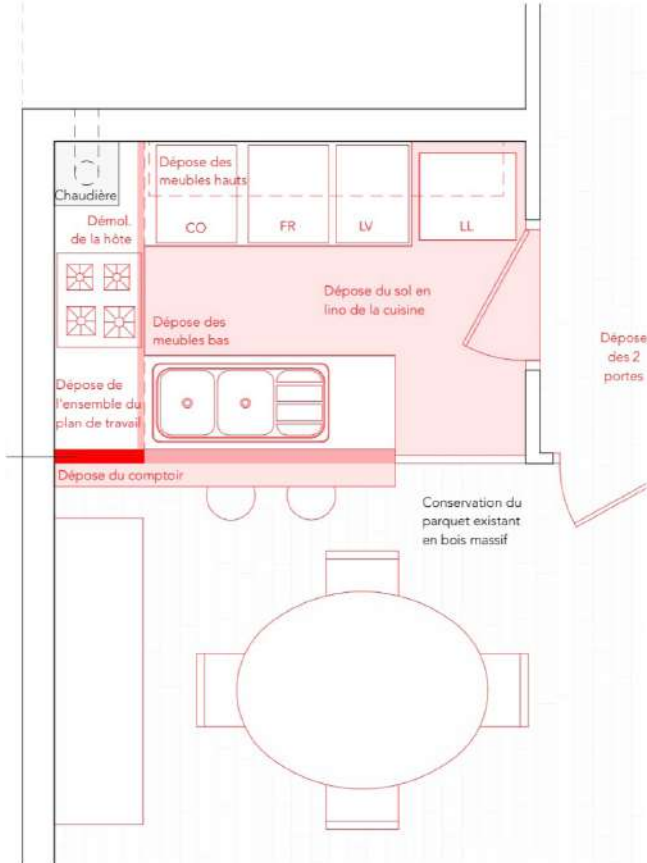 Dépose des
meubles hauts
Chaudière
Démol.
de la hôte
CO
FR
LV
LL
Dépose du sol en
lino de la cuisine
Dépose des
meubles bas
Dépose
des 2
portes
Dépose de
l'ensemble du
plan de travail
Dépose du comptoir
Conservation du
parquet existant
en bois massif